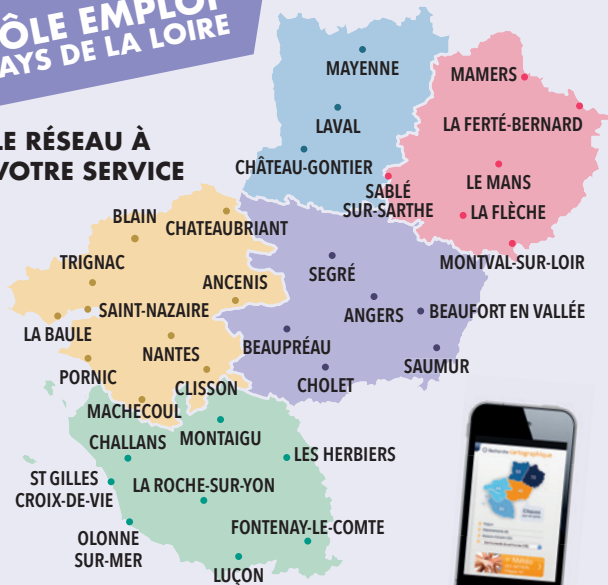 ÔLE EMPLOI
AYS DE LA LOIRE
LE RÉSEAU À
VOTRE SERVICE
MAYENNE
MAMERS
LAVAL
LA FERTÉ-BERNARD
CHÂTEAU-GONTIER
SABLÉ
SUR-SARTHE
LE MANS
LA FLÈCHE
MONTVAL-SUR-LOIR
BLAIN
CHATEAUBRIANT
TRIGNAC
ANCENIS
SEGRÉ
SAINT-NAZAIRE
ANGERS
BEAUFORT EN VALLÉE
LA BAULE
NANTES
BEAUPRÉAU
SAUMUR
PORNIC
CLISSON
CHOLET
MACHECOUL
CHALLANS
MONTAIGU
LES HERBIERS
ST GILLES
CROIX-DE-VIE
LA ROCHE-SUR-YON
OLONNE
SUR-MER
FONTENAY-LE-COMTE
LUÇON
Recherche cartographique